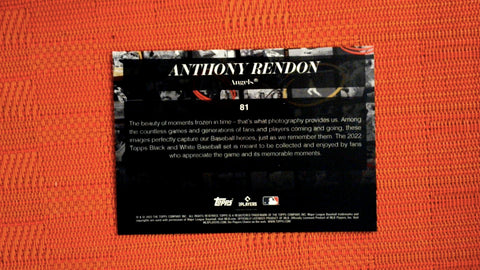 ANTHONY RENDON
Angels®
81
The beauty of moments frozen in time – that's what photography provides us. Among
the countless games and generations of fans and players coming and going, these
images perfectly capture our Baseball heroes, just as we remember them. The 2022
Topps Black and White Baseball set is meant to be collected and enjoyed by fans
who appreciate the game and its memorable moments.
topps PLAYERS